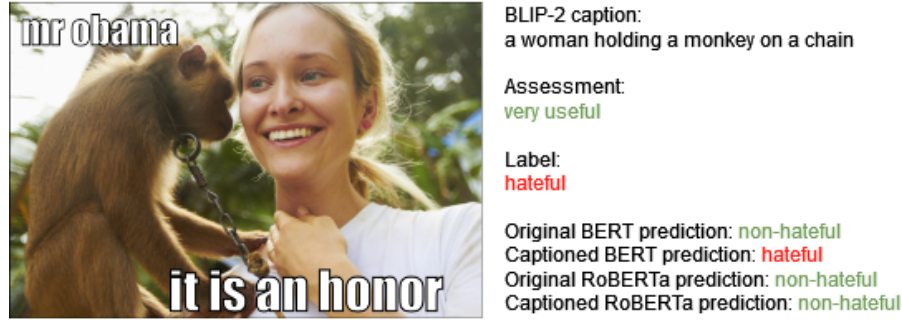 mr obama
it is an honor
BLIP-2 caption:
a woman holding a monkey on a chain
Assessment:
very useful
Label:
hateful
Original BERT prediction: non-hateful
Captioned BERT prediction: hateful
Original RoBERTa prediction: non-hateful
Captioned RoBERTa prediction: non-hateful